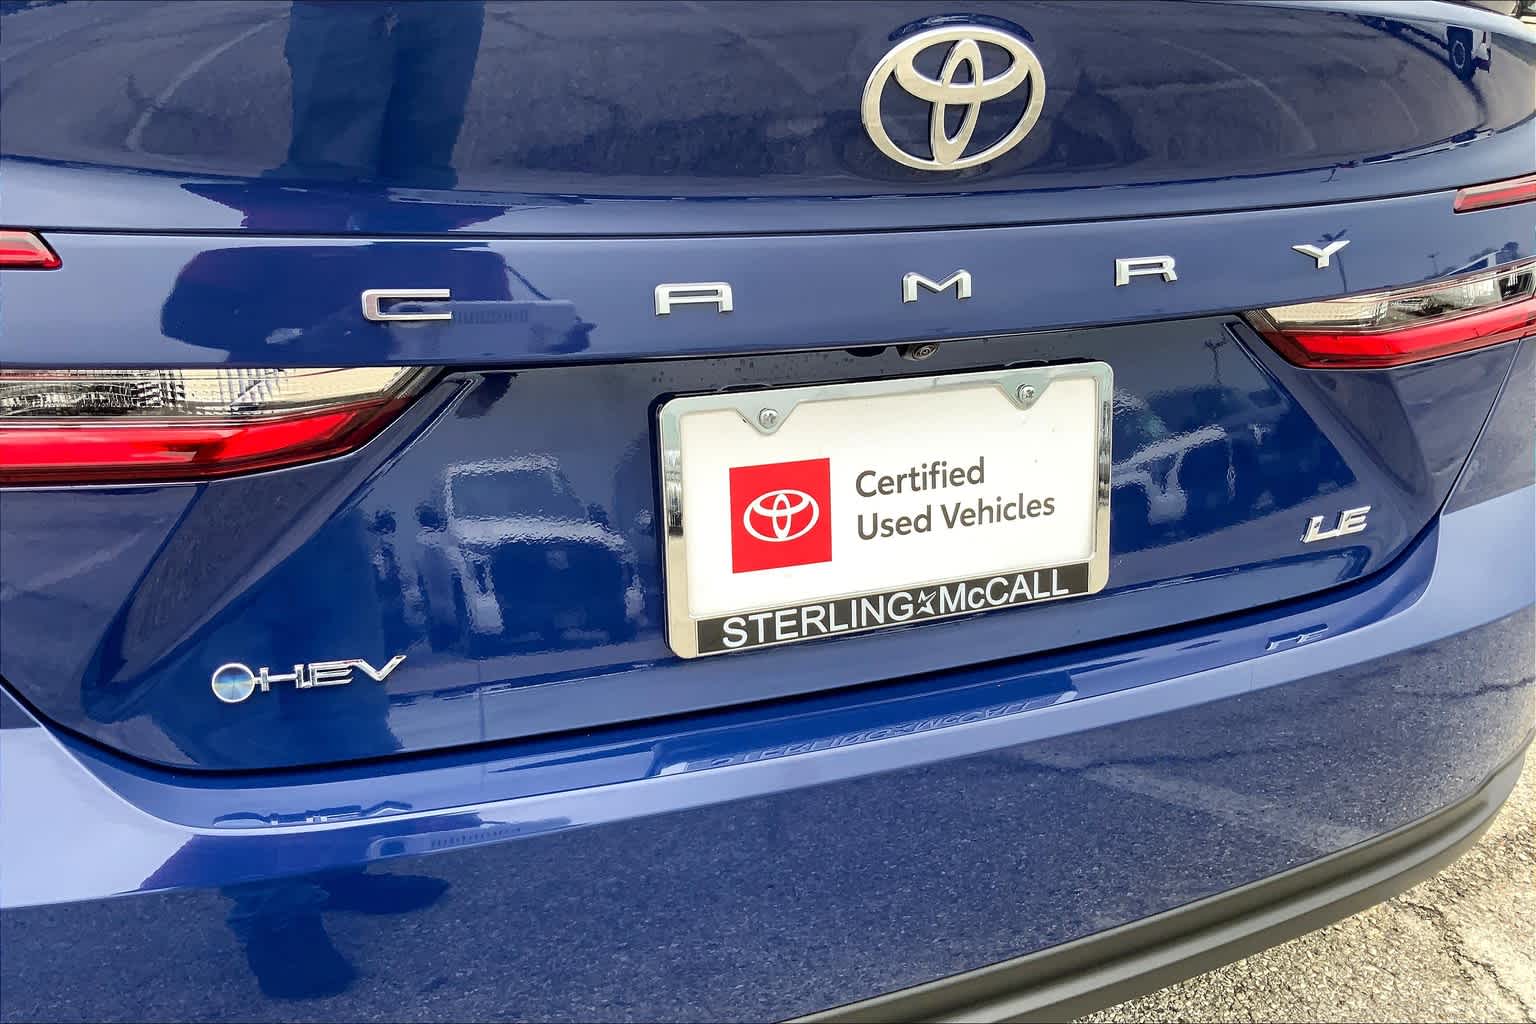 CAMRY
Certified
Used Vehicles
STERLING McCALL
LE
HEV